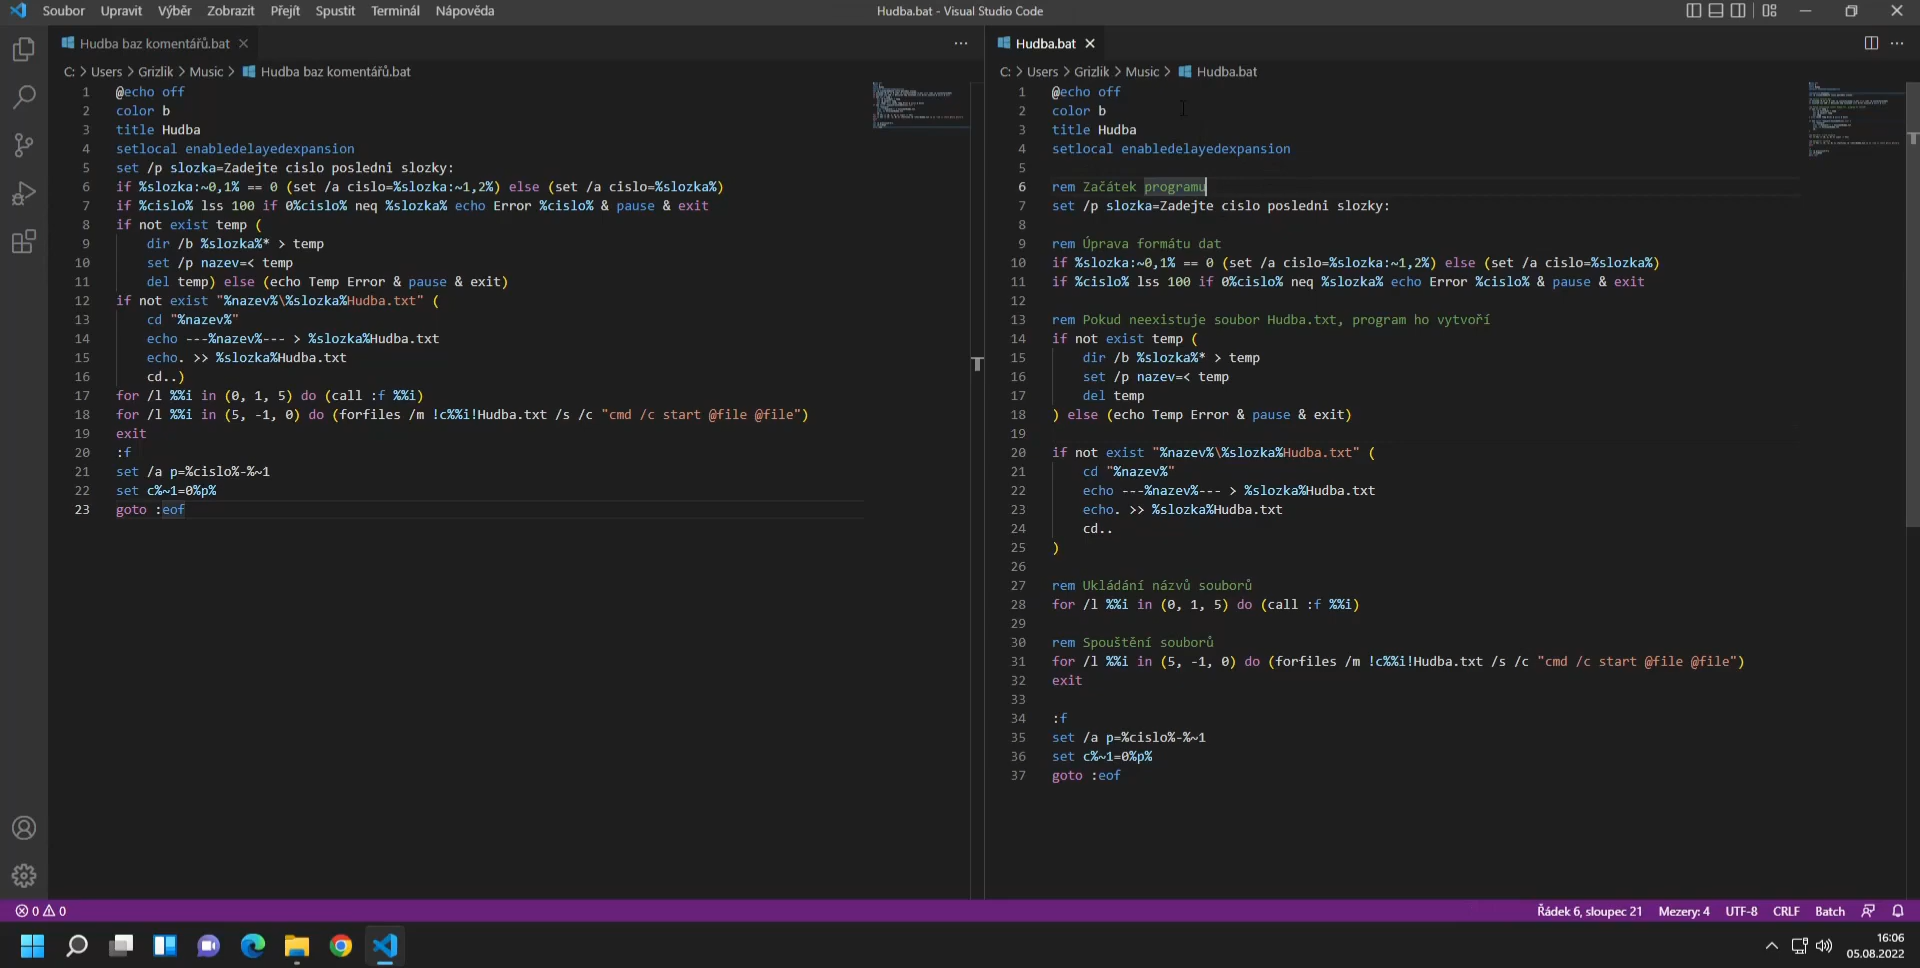 Soubor Upravit Výběr Zobrazit Přejít Spustit Terminál Nápověda
Hudba.bat - Visual Studio Code
Hudba baz komentářů.bat
C: > Users > Grizlik > Music > Hudba baz komentářů.bat
1 @echo off
2 color b
3 title Hudba
4 setlocal enabledelayedexpansion
5 set /p slozka=Zadejte cislo posledni slozky:
6 if %slozka:~0,1% == 0 (set /a cislo=%slozka:~1,2%) else (set /a cislo=%slozka%)
7 if %cislo% lss 100 if 0%cislo% neq %slozka% echo Error %cislo% & pause & exit
8 if not exist temp (
9 dir /b %slozka%* > temp
10 set /p nazev=< temp
11 del temp) else (echo Temp Error & pause & exit)
12 if not exist "%nazev%\%slozka%Hudba.txt" (
13 cd "%nazev%"
14 echo ---%nazev%--- > %slozka%Hudba.txt
15 echo. >> %slozka%Hudba.txt
16 cd..)
17 for /l %%i in (0, 1, 5) do (call :f %%i)
18 for /l %%i in (5, -1, 0) do (forfiles /m !c%%i!Hudba.txt /s /c "cmd /c start @file @file")
19 exit
20 :f
21 set /a p=%cislo%-%~1
22 set c%~1=0%p%
23 goto :eof
Hudba.bat
C: > Users > Grizlik > Music > Hudba.bat
1 @echo off
2 color b
3 title Hudba
4 setlocal enabledelayedexpansion
5
6 rem Začátek programu
7 set /p slozka=Zadejte cislo posledni slozky:
8
9 rem Úprava formátu dat
10 if %slozka:~0,1% == 0 (set /a cislo=%slozka:~1,2%) else (set /a cislo=%slozka%)
11 if %cislo% lss 100 if 0%cislo% neq %slozka% echo Error %cislo% & pause & exit
12
13 rem Pokud neexistuje soubor Hudba.txt, program ho vytvoří
14 if not exist temp (
15 dir /b %slozka%* > temp
16 set /p nazev=< temp
17 del temp
18 ) else (echo Temp Error & pause & exit)
19
20 if not exist "%nazev%\%slozka%Hudba.txt" (
21 cd "%nazev%"
22 echo ---%nazev%--- > %slozka%Hudba.txt
23 echo. >> %slozka%Hudba.txt
24 cd..
25 )
26
27 rem Ukládání názvů souborů
28 for /l %%i in (0, 1, 5) do (call :f %%i)
29
30 rem Spouštění souborů
31 for /l %%i in (5, -1, 0) do (forfiles /m !c%%i!Hudba.txt /s /c "cmd /c start @file @file")
32 exit
33
34 :f
35 set /a p=%cislo%-%~1
36 set c%~1=0%p%
37 goto :eof
0 0
Řádek 6, sloupec 21 Mezery: 4 UTF-8 CRLF Batch
16:06
05.08.2022